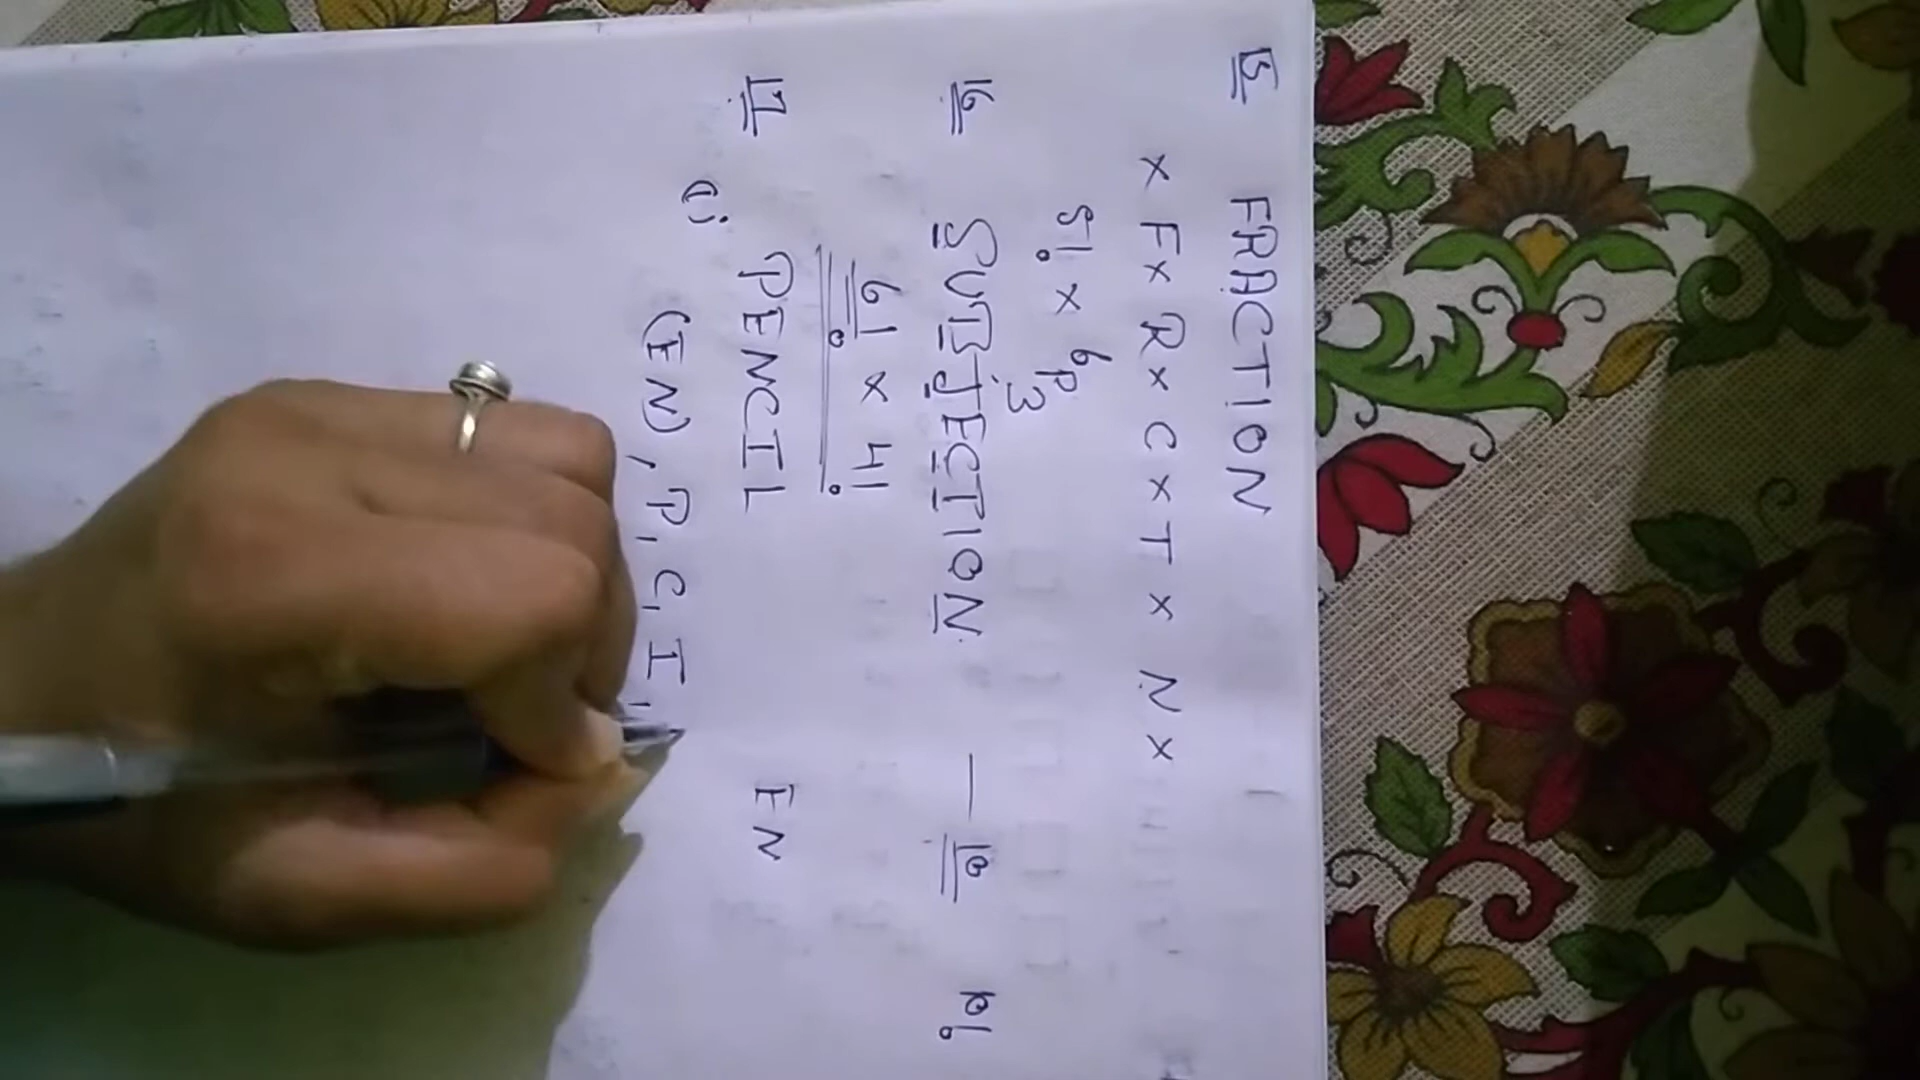 15 FRACTION
× F × R × C × T × N ×
5! × 6p3
16 SUBJECTION. — 10 10!
6! × 4!
17 PENCIL EN
(i)
(EN), P, C, I,